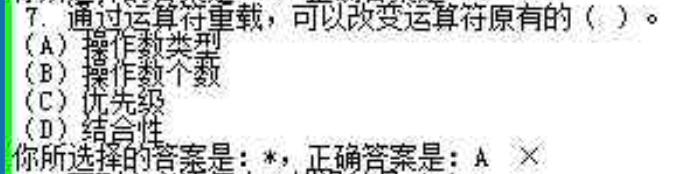 7. 通过运算符重载，可以改变运算符原有的（ ）。
(A) 操作数类型
(B) 操作数个数
(C) 优先级
(D) 结合性
你所选择的答案是：*，正确答案是：A ×